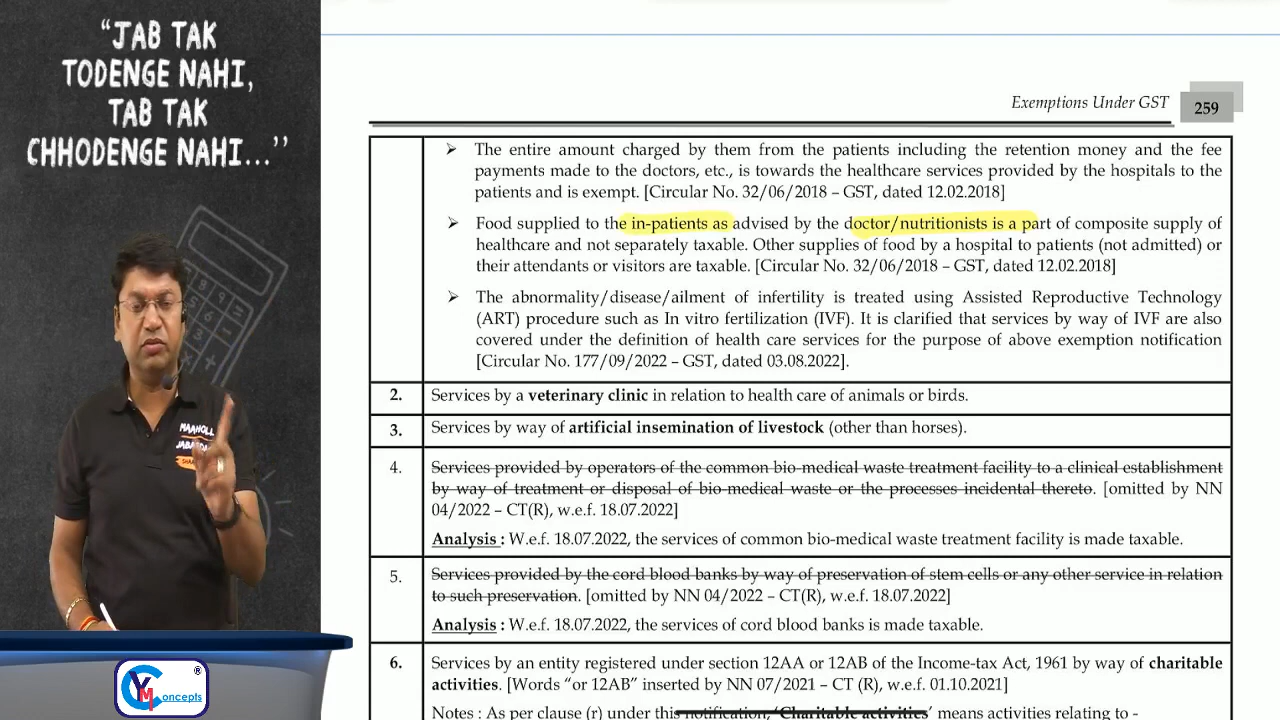 “JAB TAK
TODENGE NAHI,
TAB TAK
CHHODENGE NAHI...’’
Exemptions Under GST 259
➢ The entire amount charged by them from the patients including the retention money and the fee
payments made to the doctors, etc., is towards the healthcare services provided by the hospitals to the
patients and is exempt. [Circular No. 32/06/2018 – GST, dated 12.02.2018]
➢ Food supplied to the in-patients as advised by the doctor/nutritionists is a part of composite supply of
healthcare and not separately taxable. Other supplies of food by a hospital to patients (not admitted) or
their attendants or visitors are taxable. [Circular No. 32/06/2018 – GST, dated 12.02.2018]
➢ The abnormality/disease/ailment of infertility is treated using Assisted Reproductive Technology
(ART) procedure such as In vitro fertilization (IVF). It is clarified that services by way of IVF are also
covered under the definition of health care services for the purpose of above exemption notification
[Circular No. 177/09/2022 – GST, dated 03.08.2022].
2. Services by a veterinary clinic in relation to health care of animals or birds.
3. Services by way of artificial insemination of livestock (other than horses).
4. Services provided by operators of the common bio-medical waste treatment facility to a clinical establishment
by way of treatment or disposal of bio-medical waste or the processes incidental thereto. [omitted by NN
04/2022 – CT(R), w.e.f. 18.07.2022]
Analysis : W.e.f. 18.07.2022, the services of common bio-medical waste treatment facility is made taxable.
5. Services provided by the cord blood banks by way of preservation of stem cells or any other service in relation
to such preservation. [omitted by NN 04/2022 – CT(R), w.e.f. 18.07.2022]
Analysis : W.e.f. 18.07.2022, the services of cord blood banks is made taxable.
6. Services by an entity registered under section 12AA or 12AB of the Income-tax Act, 1961 by way of charitable
activities. [Words “or 12AB” inserted by NN 07/2021 – CT (R), w.e.f. 01.10.2021]
Notes : As per clause (r) under this notification, ‘Charitable activities’ means activities relating to -
MAAHOLL
YM Concepts ®